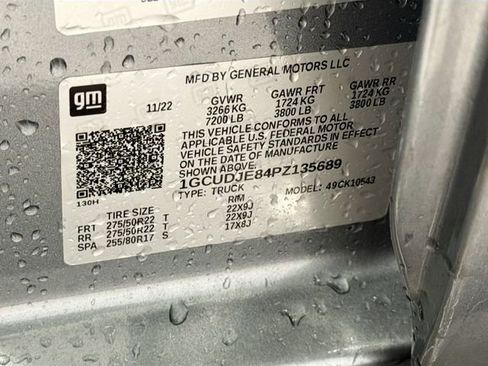 gm
MFD BY GENERAL MOTORS LLC
11/22 GVWR GAWR FRT GAWR RR
3266 KG 1724 KG 1724 KG
7200 LB 3800 LB 3800 LB
THIS VEHICLE CONFORMS TO ALL
APPLICABLE U.S. FEDERAL MOTOR
VEHICLE SAFETY STANDARDS IN EFFECT
ON THE DATE OF MANUFACTURE
SHOWN ABOVE.
1GCUDJE84PZ135689
130H TYPE: TRUCK MODEL: 49CK10543
TIRE SIZE RIM
FRT 275/50R22 T 22X9J
RR 275/50R22 T 22X9J
SPA 255/80R17 S 17X8J